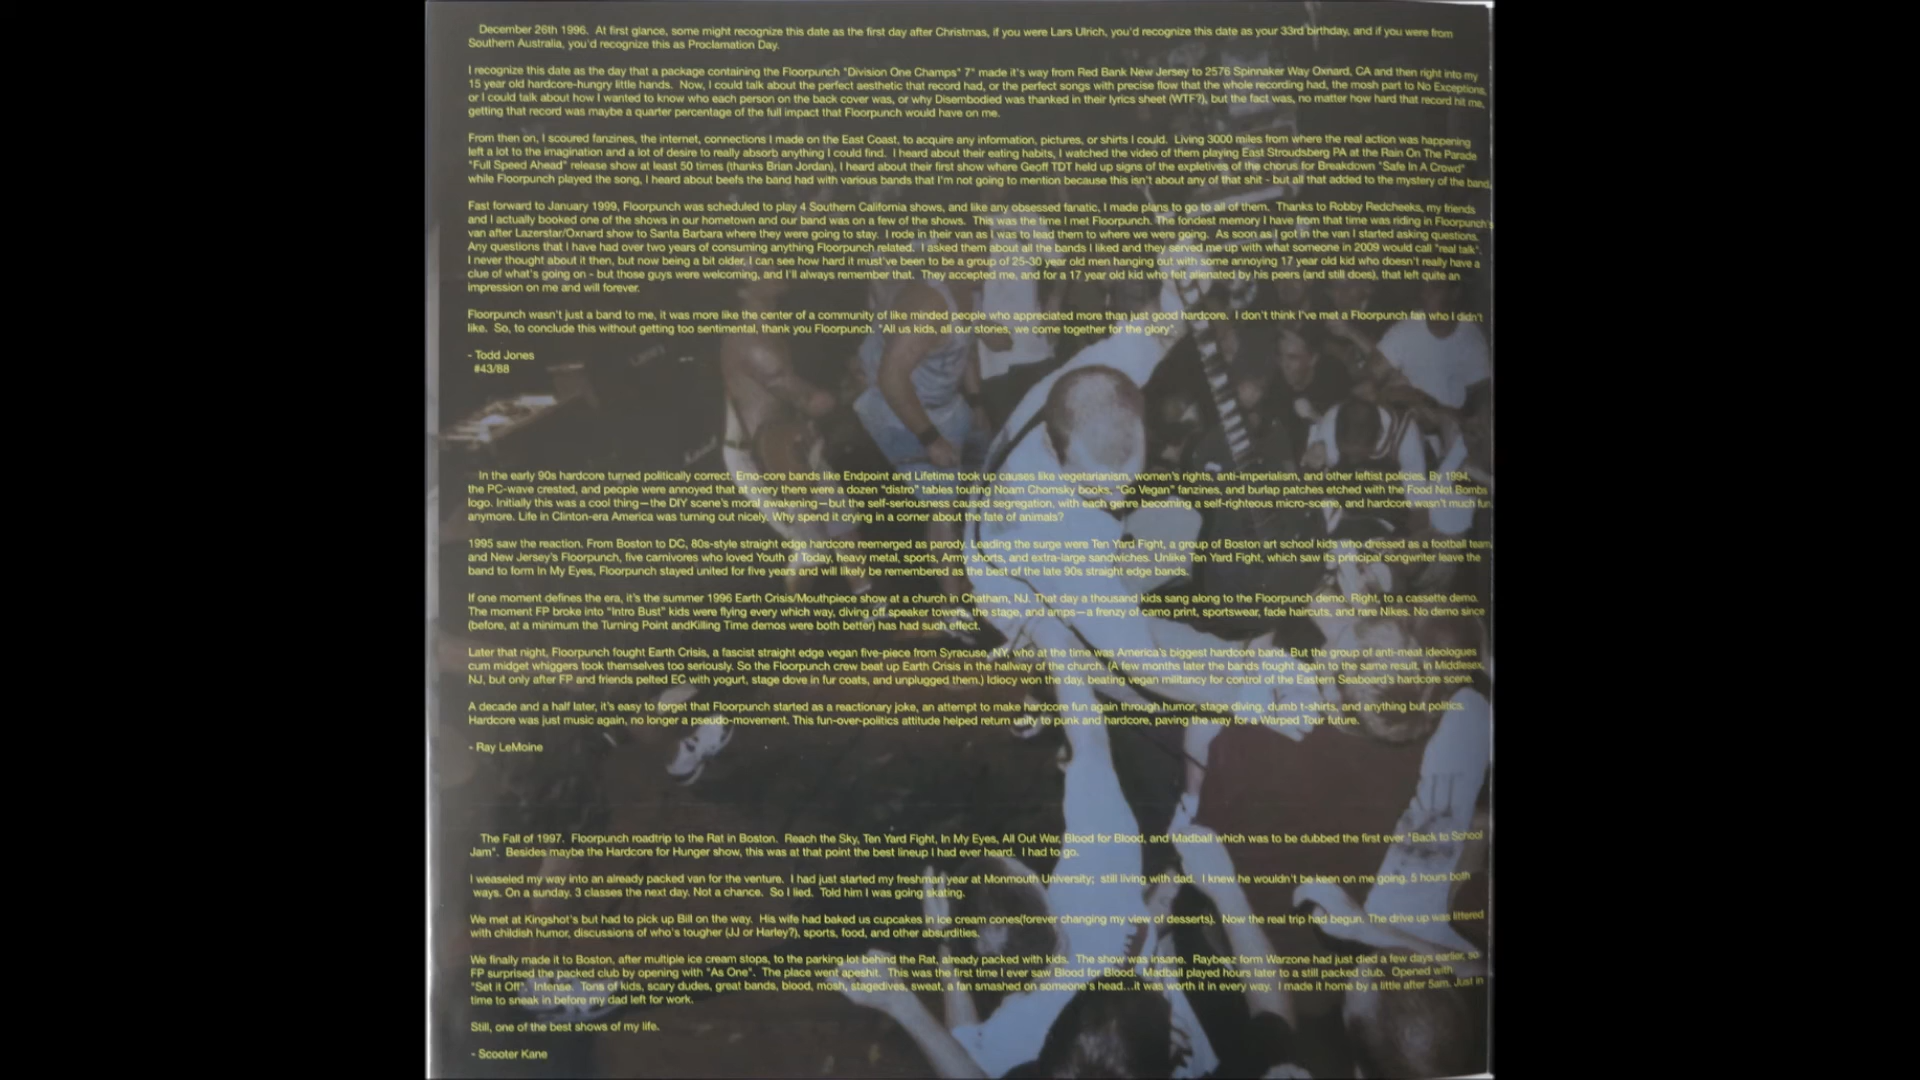 December 26th 1996. At first glance, some might recognize this date as the first day after Christmas, if you were Lars Ulrich, you'd recognize this date as your 33rd birthday, and if you were from
Southern Australia, you'd recognize this as Proclamation Day.
I recognize this date as the day that a package containing the Floorpunch "Division One Champs" 7" made it's way from Red Bank New Jersey to 2576 Spinnaker Way Oxnard, CA and then right into my
15 year old hardcore-hungry little hands. Now, I could talk about the perfect aesthetic that record had, or the perfect songs with precise flow that the whole recording had, the mosh part to No Exceptions,
or I could talk about how I wanted to know who each person on the back cover was, or why Disembodied was thanked in their lyrics sheet (WTF?), but the fact was, no matter how hard that record hit me,
getting that record was maybe a quarter percentage of the full impact that Floorpunch would have on me.
From then on, I scoured fanzines, the internet, connections I made on the East Coast, to acquire any information, pictures, or shirts I could. Living 3000 miles from where the real action was happening
left a lot to the imagination and a lot of desire to really absorb anything I could find. I heard about their eating habits, I watched the video of them playing East Stroudsberg PA at the Rain On The Parade
"Full Speed Ahead" release show at least 50 times (thanks Brian Jordan), I heard about their first show where Geoff TDT held up signs of the expletives of the chorus for Breakdown "Safe In A Crowd"
while Floorpunch played the song, I heard about beefs the band had with various bands that I'm not going to mention because this isn't about any of that shit - but all that added to the mystery of the band.
Fast forward to January 1999, Floorpunch was scheduled to play 4 Southern California shows, and like any obsessed fanatic, I made plans to go to all of them. Thanks to Robby Redcheeks, my friends
and I actually booked one of the shows in our hometown and our band was on a few of the shows. This was the time I met Floorpunch. The fondest memory I have from that time was riding in Floorpunch's
van after Lazerstar/Oxnard show to Santa Barbara where they were going to stay. I rode in their van as I was to lead them to where we were going. As soon as I got in the van I started asking questions.
Any questions that I have had over two years of consuming anything Floorpunch related. I asked them about all the bands I liked and they served me up with what someone in 2009 would call "real talk".
I never thought about it then, but now being a bit older, I can see how hard it must've been to be a group of 25-30 year old men hanging out with some annoying 17 year old kid who doesn't really have a
clue of what's going on - but those guys were welcoming, and I'll always remember that. They accepted me, and for a 17 year old kid who felt alienated by his peers (and still does), that left quite an
impression on me and will forever.
Floorpunch wasn't just a band to me, it was more like the center of a community of like minded people who appreciated more than just good hardcore. I don't think I've met a Floorpunch fan who I didn't
like. So, to conclude this without getting too sentimental, thank you Floorpunch. "All us kids, all our stories, we come together for the glory".
- Todd Jones
#43/88
In the early 90s hardcore turned politically correct. Emo-core bands like Endpoint and Lifetime took up causes like vegetarianism, women's rights, anti-imperialism, and other leftist policies. By 1994,
the PC-wave crested, and people were annoyed that at every there were a dozen "distro" tables touting Noam Chomsky books, "Go Vegan" fanzines, and burlap patches etched with the Food Not Bombs
logo. Initially this was a cool thing—the DIY scene's moral awakening—but the self-seriousness caused segregation, with each genre becoming a self-righteous micro-scene, and hardcore wasn't much fun
anymore. Life in Clinton-era America was turning out nicely. Why spend it crying in a corner about the fate of animals?
1995 saw the reaction. From Boston to DC, 80s-style straight edge hardcore reemerged as parody. Leading the surge were Ten Yard Fight, a group of Boston art school kids who dressed as a football team,
and New Jersey's Floorpunch, five carnivores who loved Youth of Today, heavy metal, sports, Army shorts, and extra-large sandwiches. Unlike Ten Yard Fight, which saw its principal songwriter leave the
band to form In My Eyes, Floorpunch stayed united for five years and will likely be remembered as the best of the late 90s straight edge bands.
If one moment defines the era, it's the summer 1996 Earth Crisis/Mouthpiece show at a church in Chatham, NJ. That day a thousand kids sang along to the Floorpunch demo. Right, to a cassette demo.
The moment FP broke into "Intro Bust" kids were flying every which way, diving off speaker towers, the stage, and amps—a frenzy of camo print, sportswear, fade haircuts, and rare Nikes. No demo since
(before, at a minimum the Turning Point andKilling Time demos were both better) has had such effect.
Later that night, Floorpunch fought Earth Crisis, a fascist straight edge vegan five-piece from Syracuse, NY, who at the time was America's biggest hardcore band. But the group of anti-meat ideologues
cum midget whiggers took themselves too seriously. So the Floorpunch crew beat up Earth Crisis in the hallway of the church. (A few months later the bands fought again to the same result, in Middlesex,
NJ, but only after FP and friends pelted EC with yogurt, stage dove in fur coats, and unplugged them.) Idiocy won the day, beating vegan militancy for control of the Eastern Seaboard's hardcore scene.
A decade and a half later, it's easy to forget that Floorpunch started as a reactionary joke, an attempt to make hardcore fun again through humor, stage diving, dumb t-shirts, and anything but politics.
Hardcore was just music again, no longer a pseudo-movement. This fun-over-politics attitude helped return unity to punk and hardcore, paving the way for a Warped Tour future.
- Ray LeMoine
The Fall of 1997. Floorpunch roadtrip to the Rat in Boston. Reach the Sky, Ten Yard Fight, In My Eyes, All Out War, Blood for Blood, and Madball which was to be dubbed the first ever "Back to School
Jam". Besides maybe the Hardcore for Hunger show, this was at that point the best lineup I had ever heard. I had to go.
I weaseled my way into an already packed van for the venture. I had just started my freshman year at Monmouth University; still living with dad. I knew he wouldn't be keen on me going. 5 hours both
ways. On a sunday. 3 classes the next day. Not a chance. So I lied. Told him I was going skating.
We met at Kingshot's but had to pick up Bill on the way. His wife had baked us cupcakes in ice cream cones(forever changing my view of desserts). Now the real trip had begun. The drive up was littered
with childish humor, discussions of who's tougher (JJ or Harley?), sports, food, and other absurdities.
We finally made it to Boston, after multiple ice cream stops, to the parking lot behind the Rat, already packed with kids. The show was insane. Raybeez form Warzone had just died a few days earlier, so
FP surprised the packed club by opening with "As One". The place went apeshit. This was the first time I ever saw Blood for Blood. Madball played hours later to a still packed club. Opened with
"Set it Off". Intense. Tons of kids, scary dudes, great bands, blood, mosh, stagedives, sweat, a fan smashed on someone's head...it was worth it in every way. I made it home by a little after 5am. Just in
time to sneak in before my dad left for work.
Still, one of the best shows of my life.
- Scooter Kane